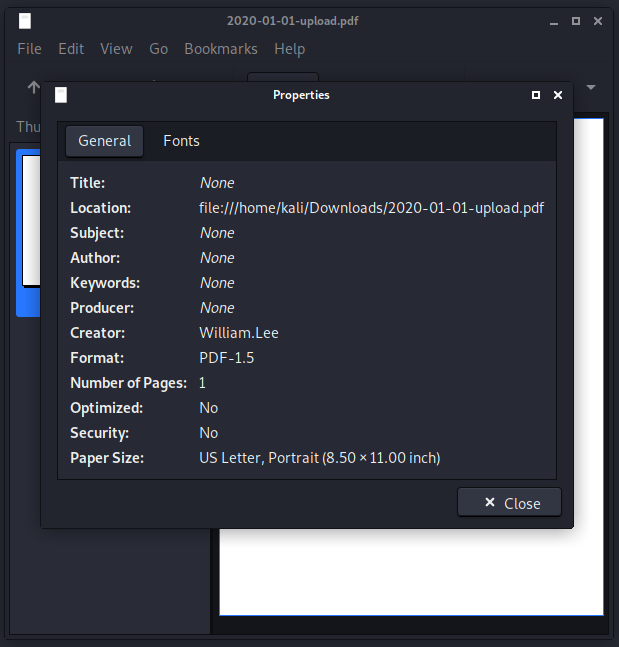 2020-01-01-upload.pdf
File Edit View Go Bookmarks Help
Properties
Thu
General Fonts
Title: None
Location: file:///home/kali/Downloads/2020-01-01-upload.pdf
Subject: None
Author: None
Keywords: None
Producer: None
Creator: William.Lee
Format: PDF-1.5
Number of Pages: 1
Optimized: No
Security: No
Paper Size: US Letter, Portrait (8.50 × 11.00 inch)
Close